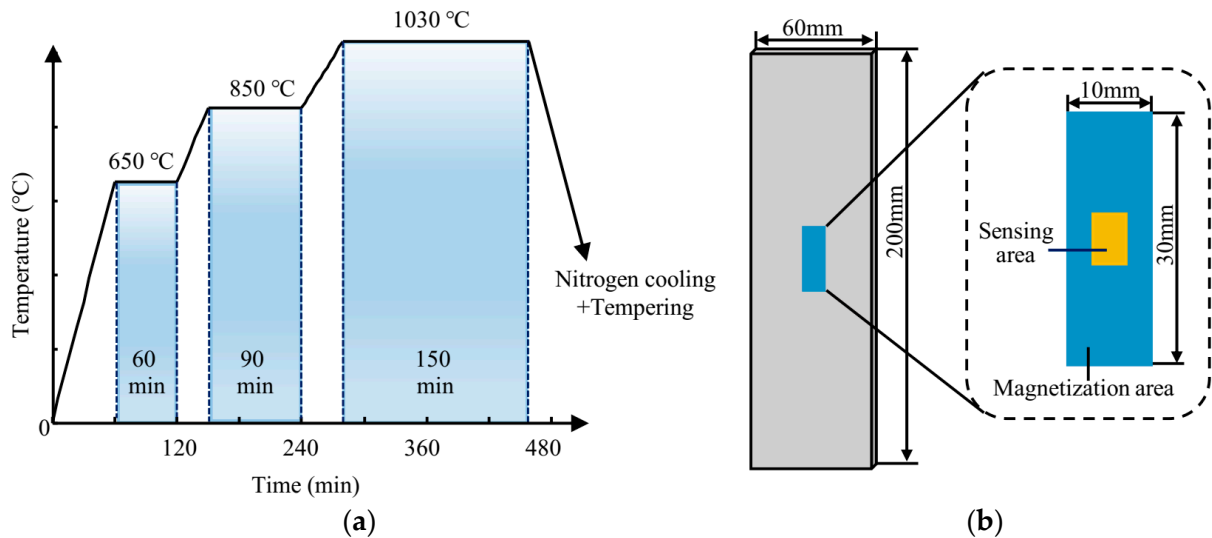 1030 ℃
850 ℃
650 ℃
Temperature (℃)
60
min
90
min
150
min
Nitrogen cooling
+Tempering
0
120
240
360
480
Time (min)
(a)
60mm
200mm
10mm
30mm
Sensing
area
Magnetization area
(b)